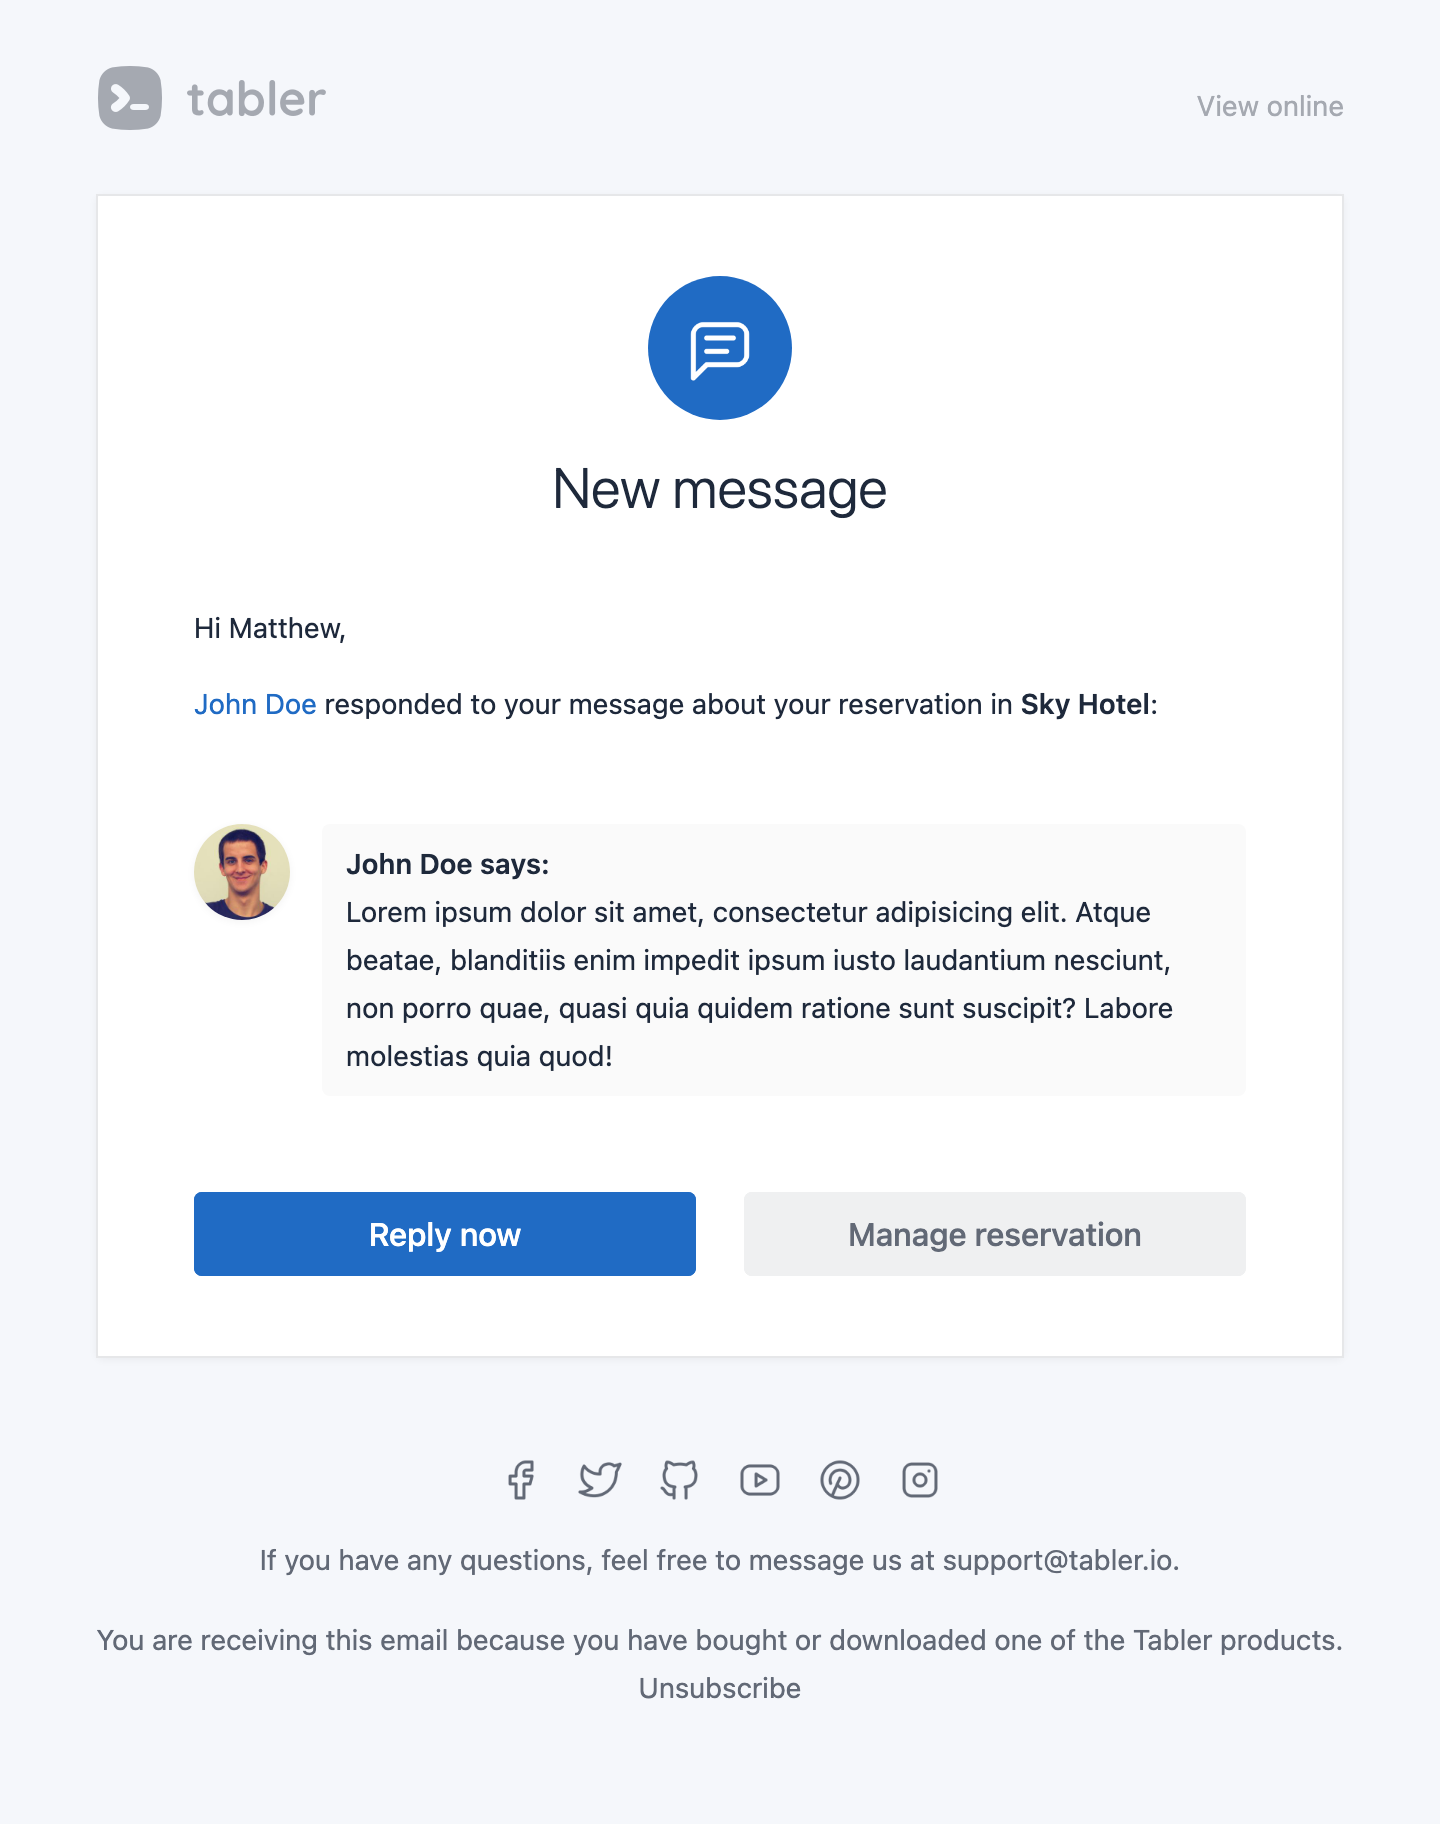 tabler
View online
New message
Hi Matthew,
John Doe responded to your message about your reservation in Sky Hotel:
John Doe says:
Lorem ipsum dolor sit amet, consectetur adipisicing elit. Atque
beatae, blanditiis enim impedit ipsum iusto laudantium nesciunt,
non porro quae, quasi quia quidem ratione sunt suscipit? Labore
molestias quia quod!
Reply now
Manage reservation
If you have any questions, feel free to message us at support@tabler.io.
You are receiving this email because you have bought or downloaded one of the Tabler products.
Unsubscribe